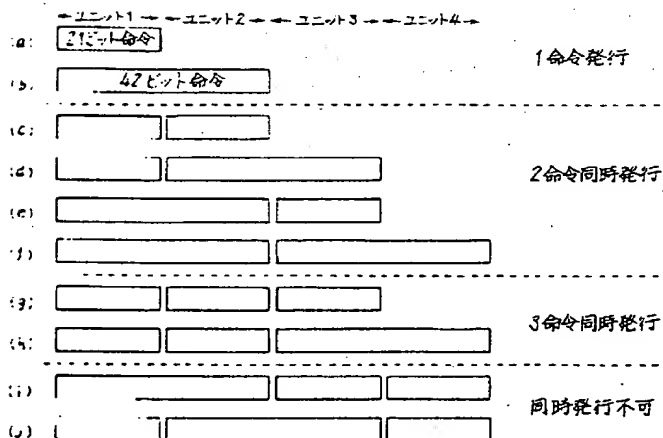 ユニット1 ユニット2 ユニット3 ユニット4
(a) 21ビット命令
1命令発行
(b) 42ビット命令
(c)
(d) 2命令同時発行
(e)
(f)
(g)
3命令同時発行
(h)
(i)
同時発行不可
(j)